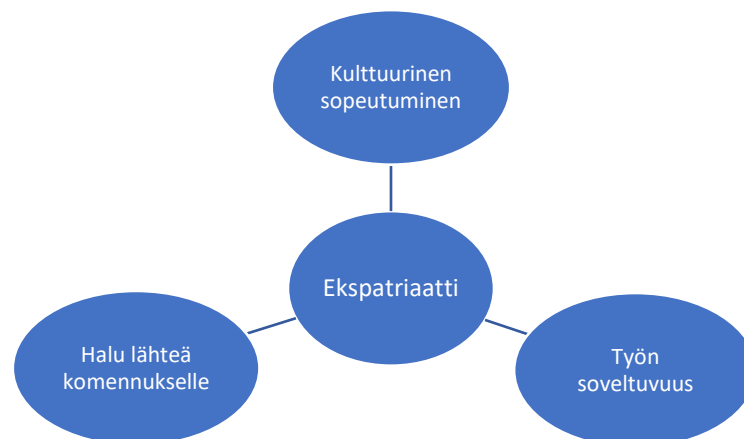 Kulttuurinen
sopeutuminen
Ekspatriaatti
Halu lähteä
komennukselle
Työn
soveltuvuus